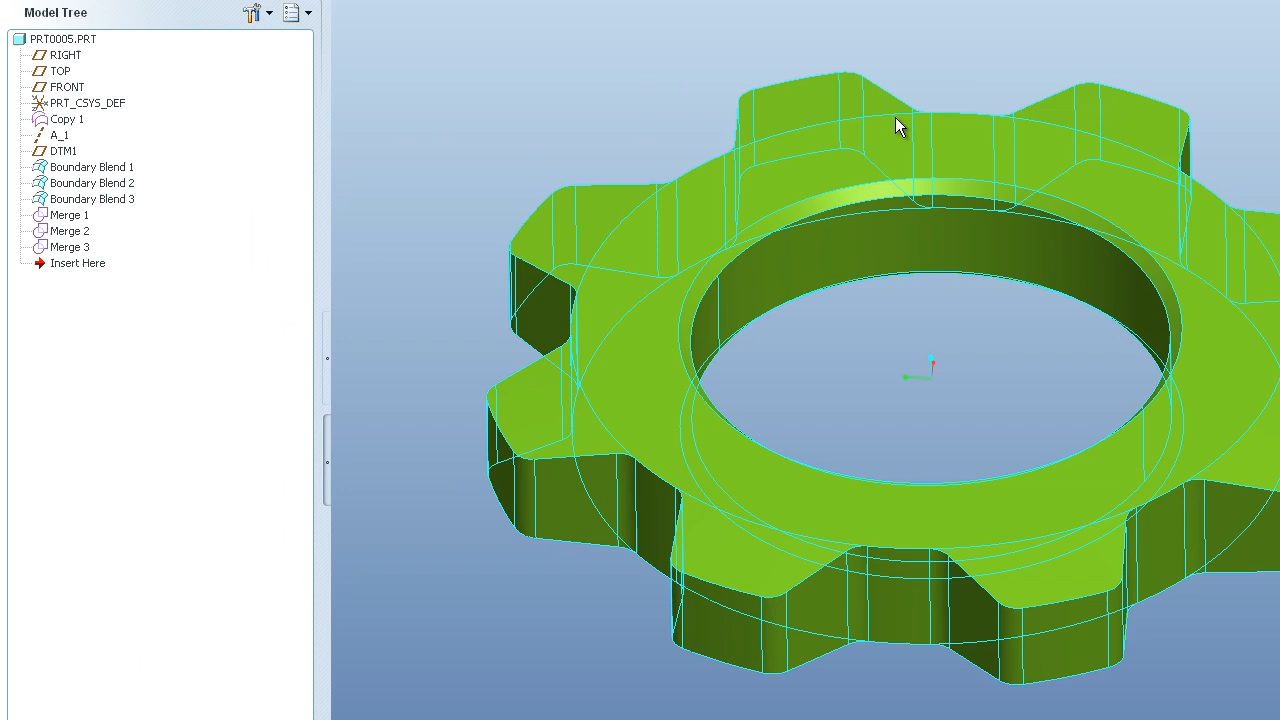 Model Tree
PRT0005.PRT
RIGHT
TOP
FRONT
PRT_CSYS_DEF
Copy 1
A_1
DTM1
Boundary Blend 1
Boundary Blend 2
Boundary Blend 3
Merge 1
Merge 2
Merge 3
Insert Here